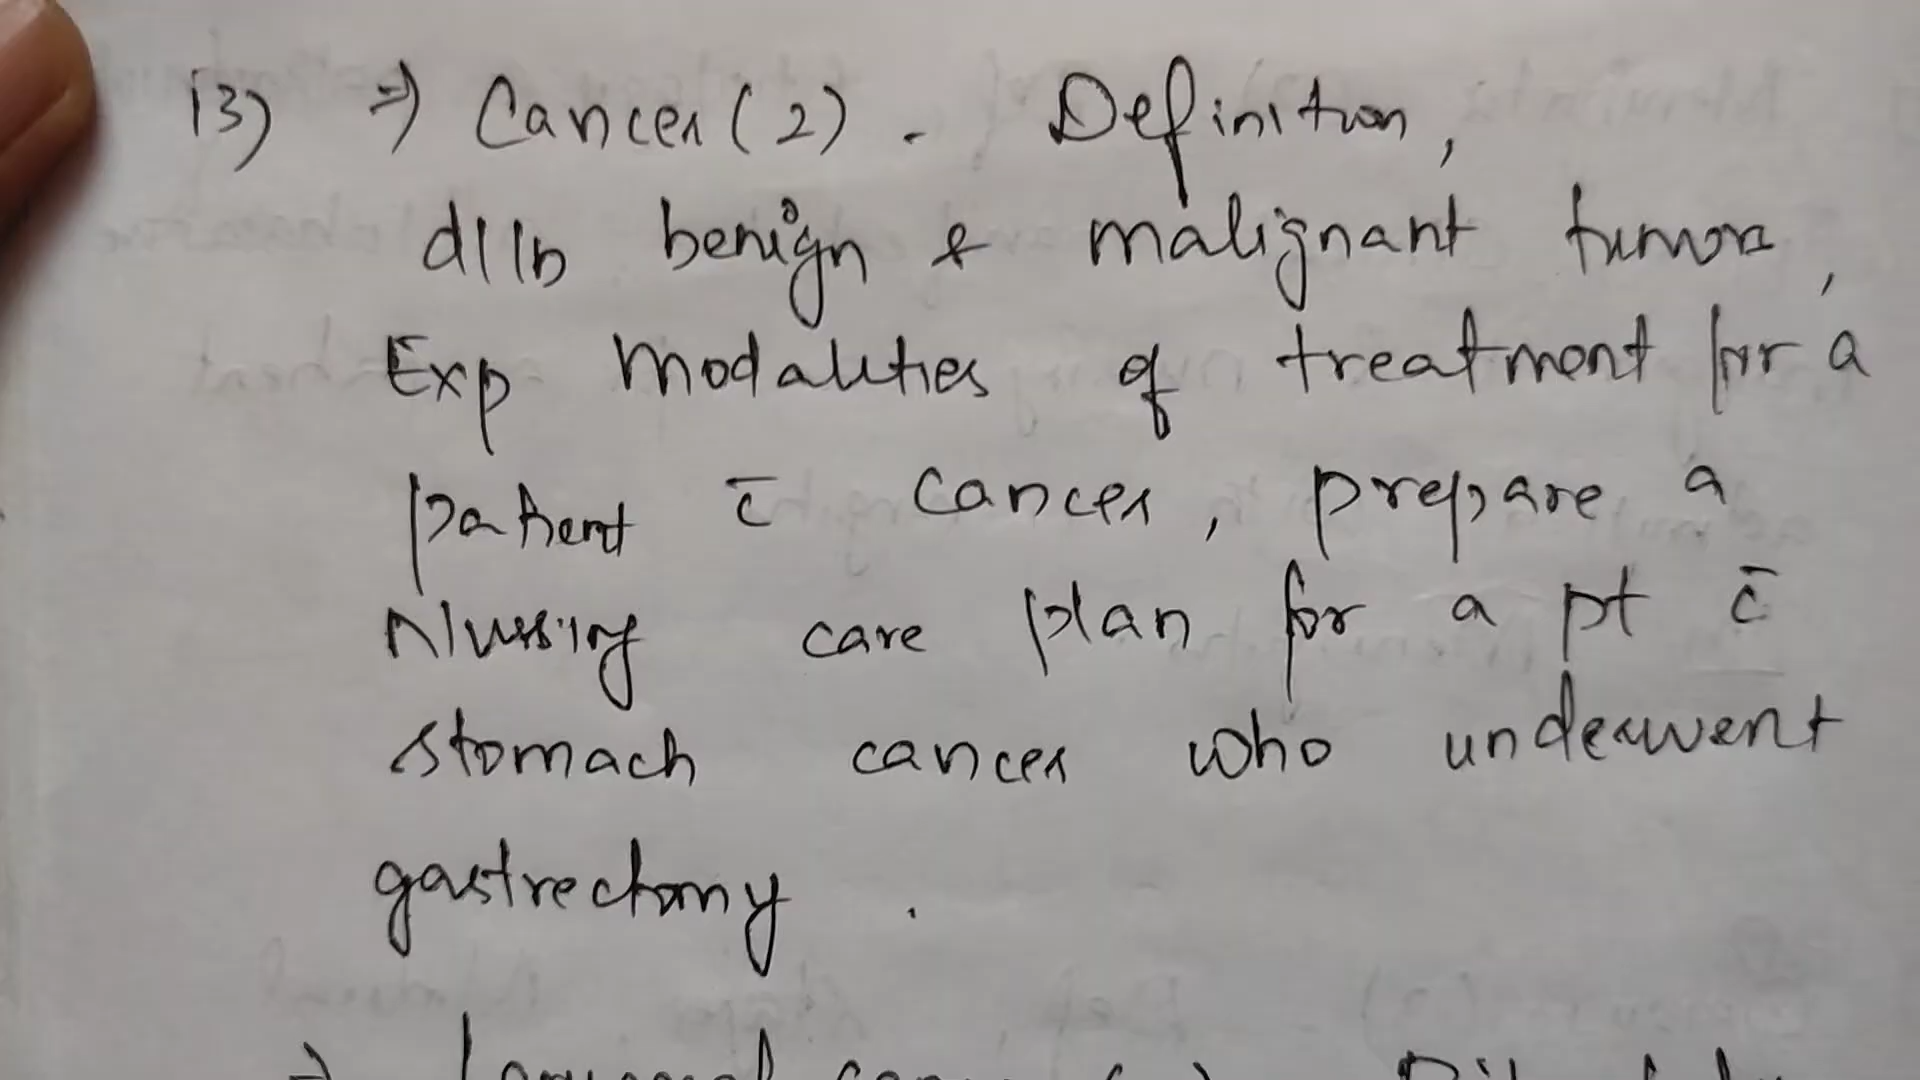 13) ⇒ Cancer (2). Definition,
d/b benign & malignant tumors,
Exp modalities of treatment for a
patient c̄ cancer, prepare a
Nursing care plan for a pt c̄
stomach cancer who underwent
gastrectomy.